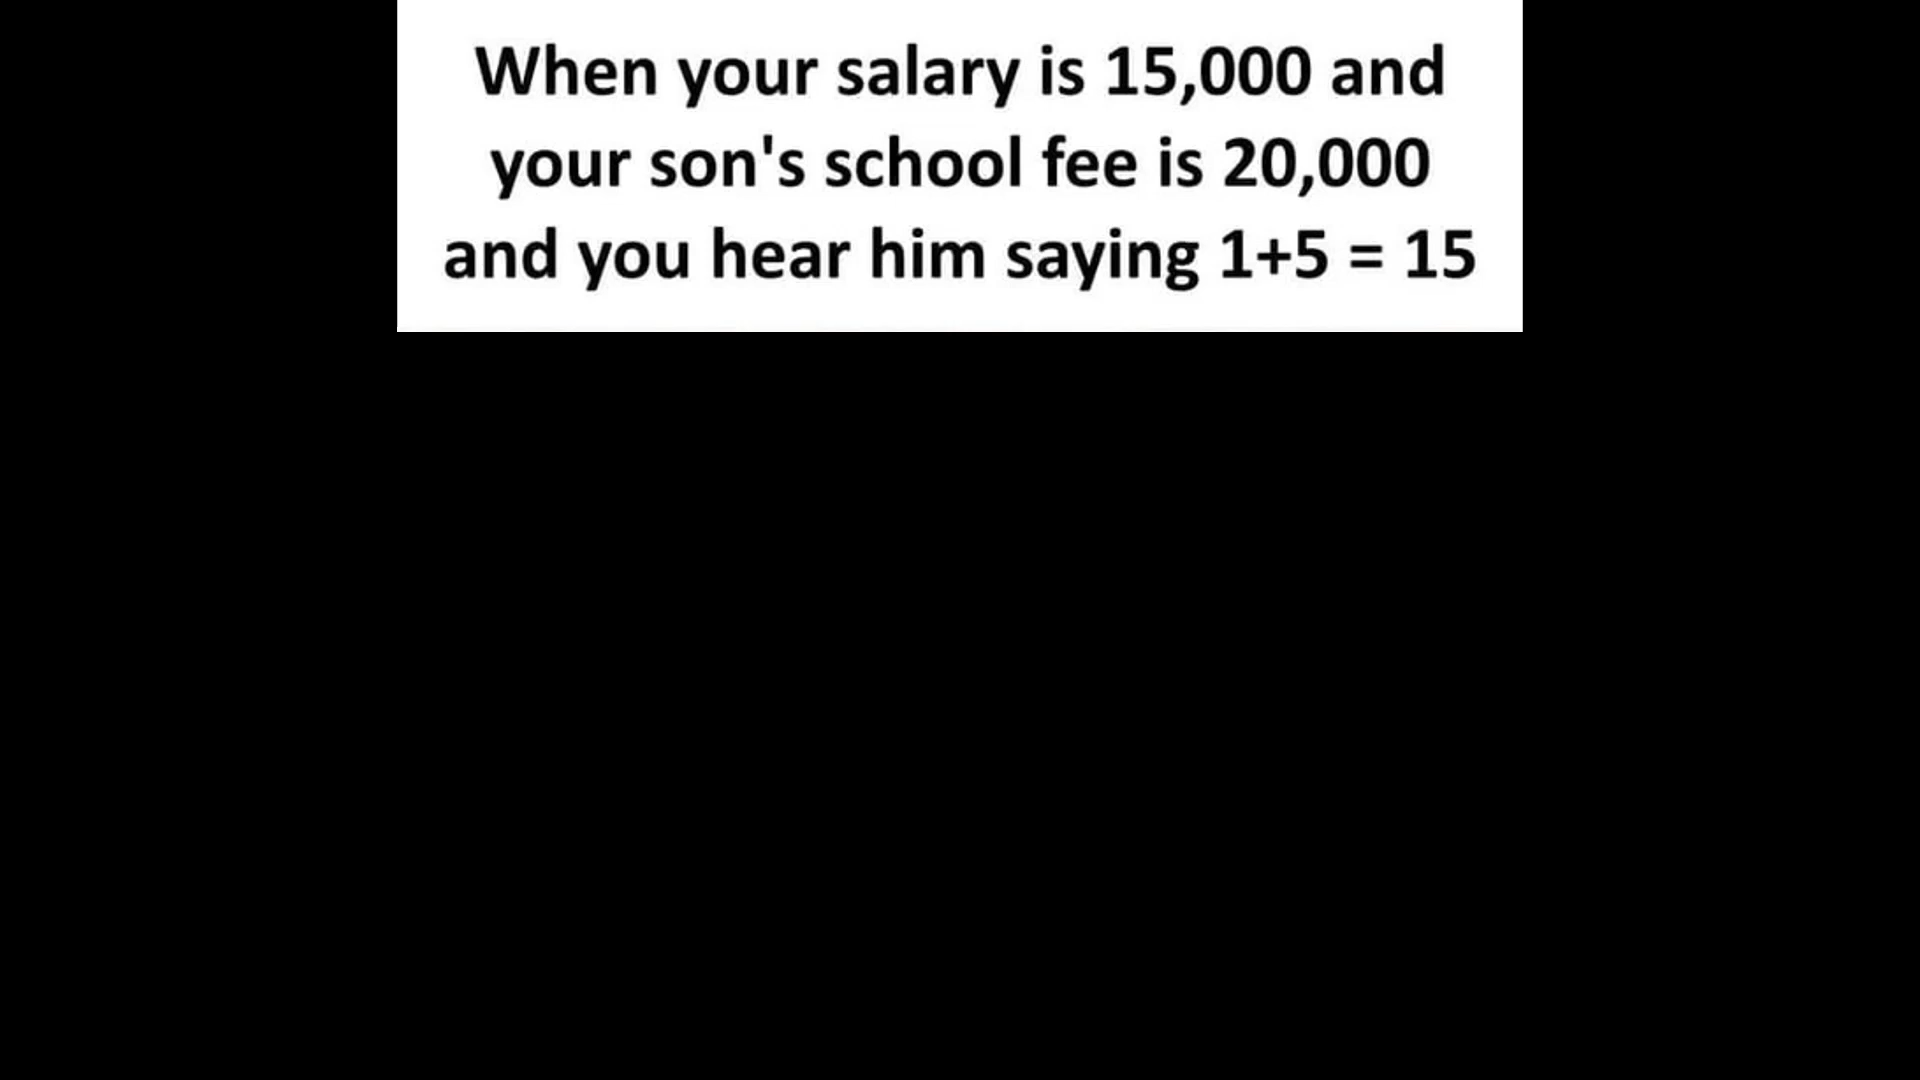 When your salary is 15,000 and
your son's school fee is 20,000
and you hear him saying 1+5 = 15